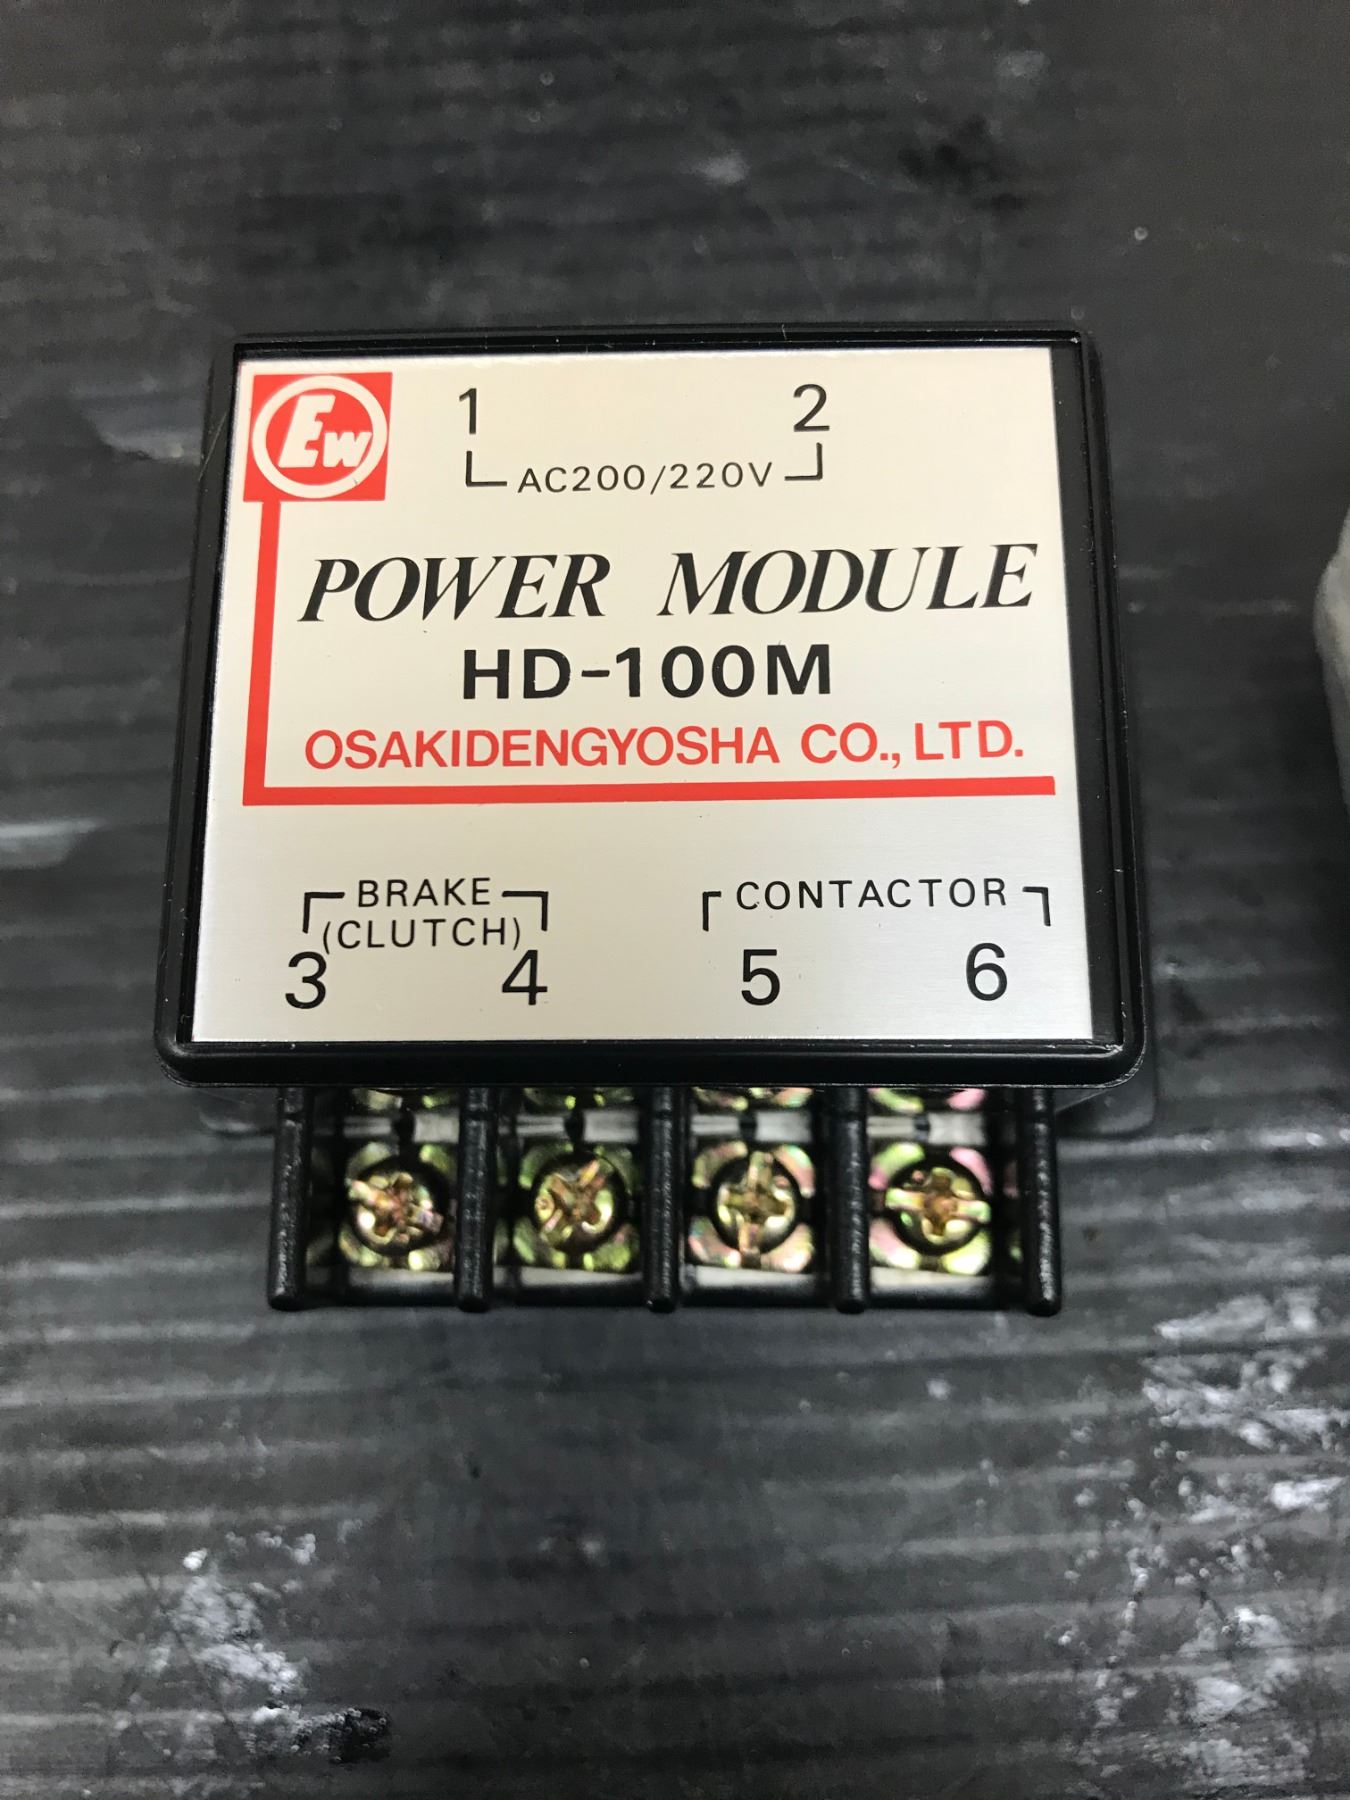 Ew
1 2
AC200/220V
POWER MODULE
HD-100M
OSAKIDENGYOSHA CO., LTD.
BRAKE CONTACTOR
(CLUTCH)
3 4 5 6